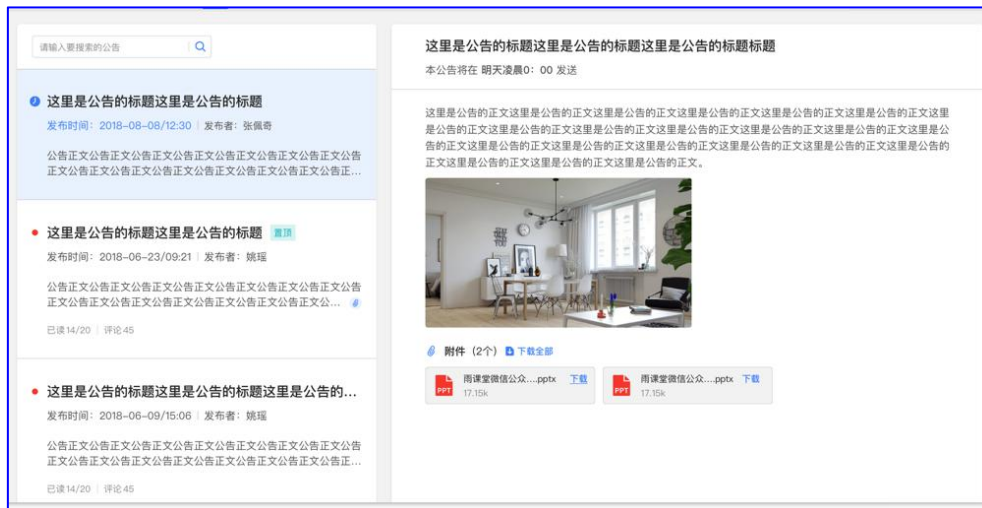 请输入要搜索的公告
这里是公告的标题这里是公告的标题
发布时间：2018-08-08/12:30 | 发布者：张佩奇
公告正文公告正文公告正文公告正文公告正文公告正文公告正文公告
正文公告正文公告正文公告正文公告正文公告正文公告正文公告正…
这里是公告的标题这里是公告的标题 置顶
发布时间：2018-06-23/09:21 | 发布者：姚瑶
公告正文公告正文公告正文公告正文公告正文公告正文公告正文公告
正文公告正文公告正文公告正文公告正文公告正文公告正文公…
已读14/20 | 评论45
这里是公告的标题这里是公告的标题这里是公告的…
发布时间：2018-06-09/15:06 | 发布者：姚瑶
公告正文公告正文公告正文公告正文公告正文公告正文公告正文公告
正文公告正文公告正文公告正文公告正文公告正文公告正文公告正…
已读14/20 | 评论45
这里是公告的标题这里是公告的标题这里是公告的标题标题
本公告将在 明天凌晨0：00 发送
这里是公告的正文这里是公告的正文这里是公告的正文这里是公告的正文这里是公告的正文这里是公告的正文这里
是公告的正文这里是公告的正文这里是公告的正文这里是公告的正文这里是公告的正文这里是公告的正文这里是公
告的正文这里是公告的正文这里是公告的正文这里是公告的正文这里是公告的正文这里是公告的正文这里是公告的
正文这里是公告的正文这里是公告的正文这里是公告的正文。
附件（2个） 下载全部
PPT 雨课堂微信公众....pptx 下载
17.15k
PPT 雨课堂微信公众....pptx 下载
17.15k